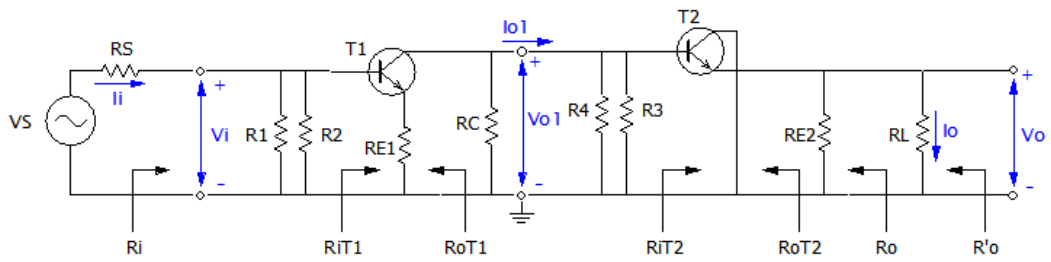 T2
Io1
RS
T1
+
+
+
+
Ii
VS
Vi
R1
R2
RE1
RC
Vo1
R4
R3
RE2
RL
Io
Vo
-
-
-
Ri
RiT1
RoT1
RiT2
RoT2
Ro
R'o